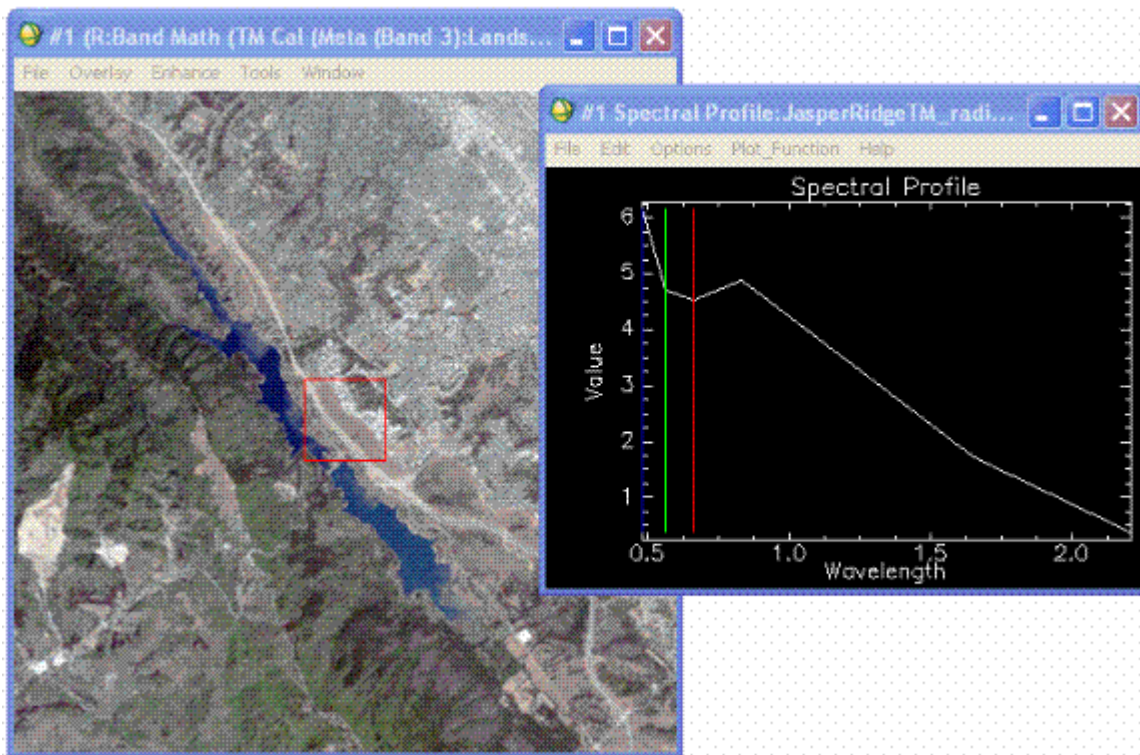 #1 (R:Band Math (TM Cal (Meta (Band 3):Lands...
File Overlay Enhance Tools Window
#1 Spectral Profile:JasperRidgeTM_radi...
File Edit Options Plot_Function Help
Spectral Profile
6
5
4
3
2
1
Value
0.5 1.0 1.5 2.0
Wavelength